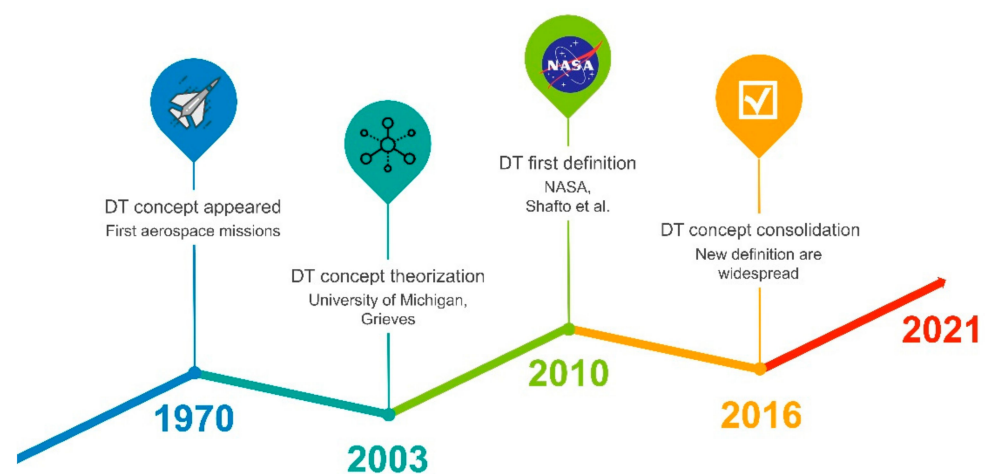 DT concept appeared
First aerospace missions
1970
DT concept theorization
University of Michigan,
Grieves
2003
NASA
DT first definition
NASA,
Shafto et al.
2010
DT concept consolidation
New definition are
widespread
2016
2021